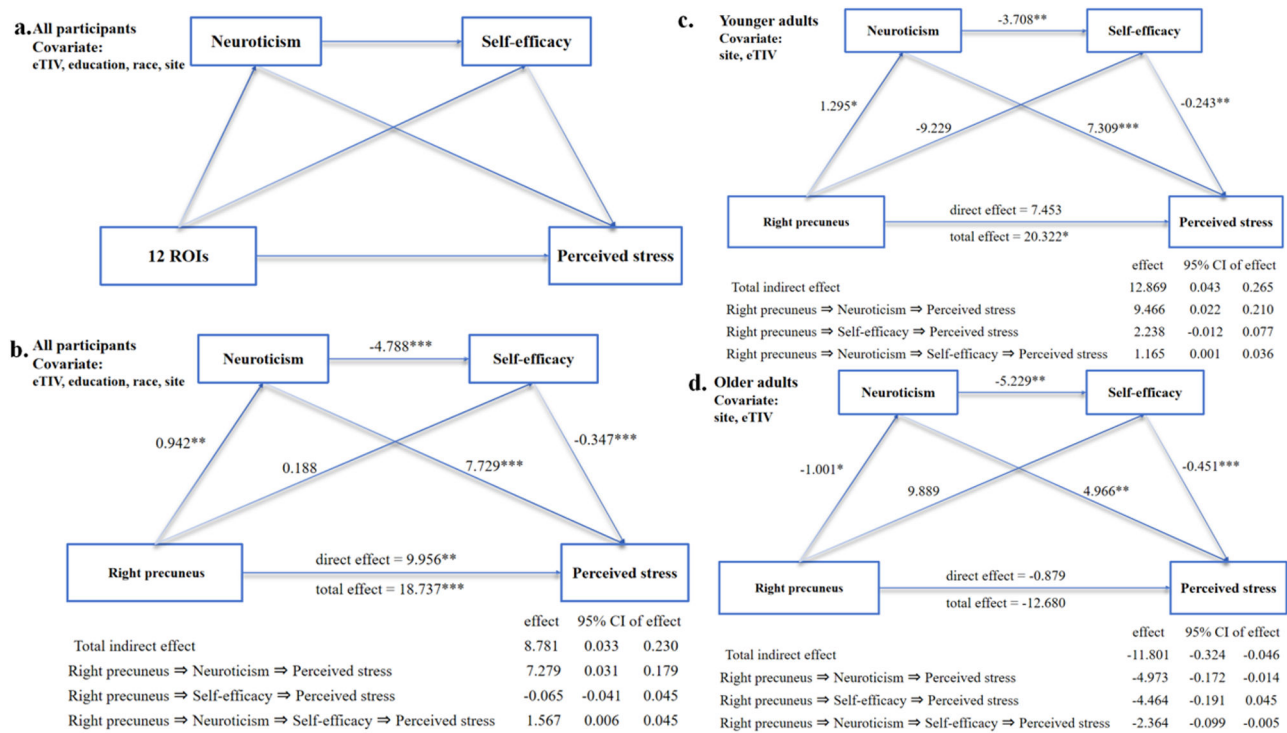 a. All participants
Covariate:
eTIV, education, race, site
Neuroticism
Self-efficacy
12 ROIs
Perceived stress
b. All participants
Covariate:
eTIV, education, race, site
-4.788***
Neuroticism
Self-efficacy
0.942**
0.188
7.729***
-0.347***
Right precuneus
direct effect = 9.956**
total effect = 18.737***
Perceived stress
effect 95% CI of effect
Total indirect effect 8.781 0.033 0.230
Right precuneus ⇒ Neuroticism ⇒ Perceived stress 7.279 0.031 0.179
Right precuneus ⇒ Self-efficacy ⇒ Perceived stress -0.065 -0.041 0.045
Right precuneus ⇒ Neuroticism ⇒ Self-efficacy ⇒ Perceived stress 1.567 0.006 0.045
c. Younger adults
Covariate:
site, eTIV
-3.708**
Neuroticism
Self-efficacy
1.295*
-9.229
7.309***
-0.243**
Right precuneus
direct effect = 7.453
total effect = 20.322*
Perceived stress
effect 95% CI of effect
Total indirect effect 12.869 0.043 0.265
Right precuneus ⇒ Neuroticism ⇒ Perceived stress 9.466 0.022 0.210
Right precuneus ⇒ Self-efficacy ⇒ Perceived stress 2.238 -0.012 0.077
Right precuneus ⇒ Neuroticism ⇒ Self-efficacy ⇒ Perceived stress 1.165 0.001 0.036
d. Older adults
Covariate:
site, eTIV
-5.229**
Neuroticism
Self-efficacy
-1.001*
9.889
4.966**
-0.451***
Right precuneus
direct effect = -0.879
total effect = -12.680
Perceived stress
effect 95% CI of effect
Total indirect effect -11.801 -0.324 -0.046
Right precuneus ⇒ Neuroticism ⇒ Perceived stress -4.973 -0.172 -0.014
Right precuneus ⇒ Self-efficacy ⇒ Perceived stress -4.464 -0.191 0.045
Right precuneus ⇒ Neuroticism ⇒ Self-efficacy ⇒ Perceived stress -2.364 -0.099 -0.005